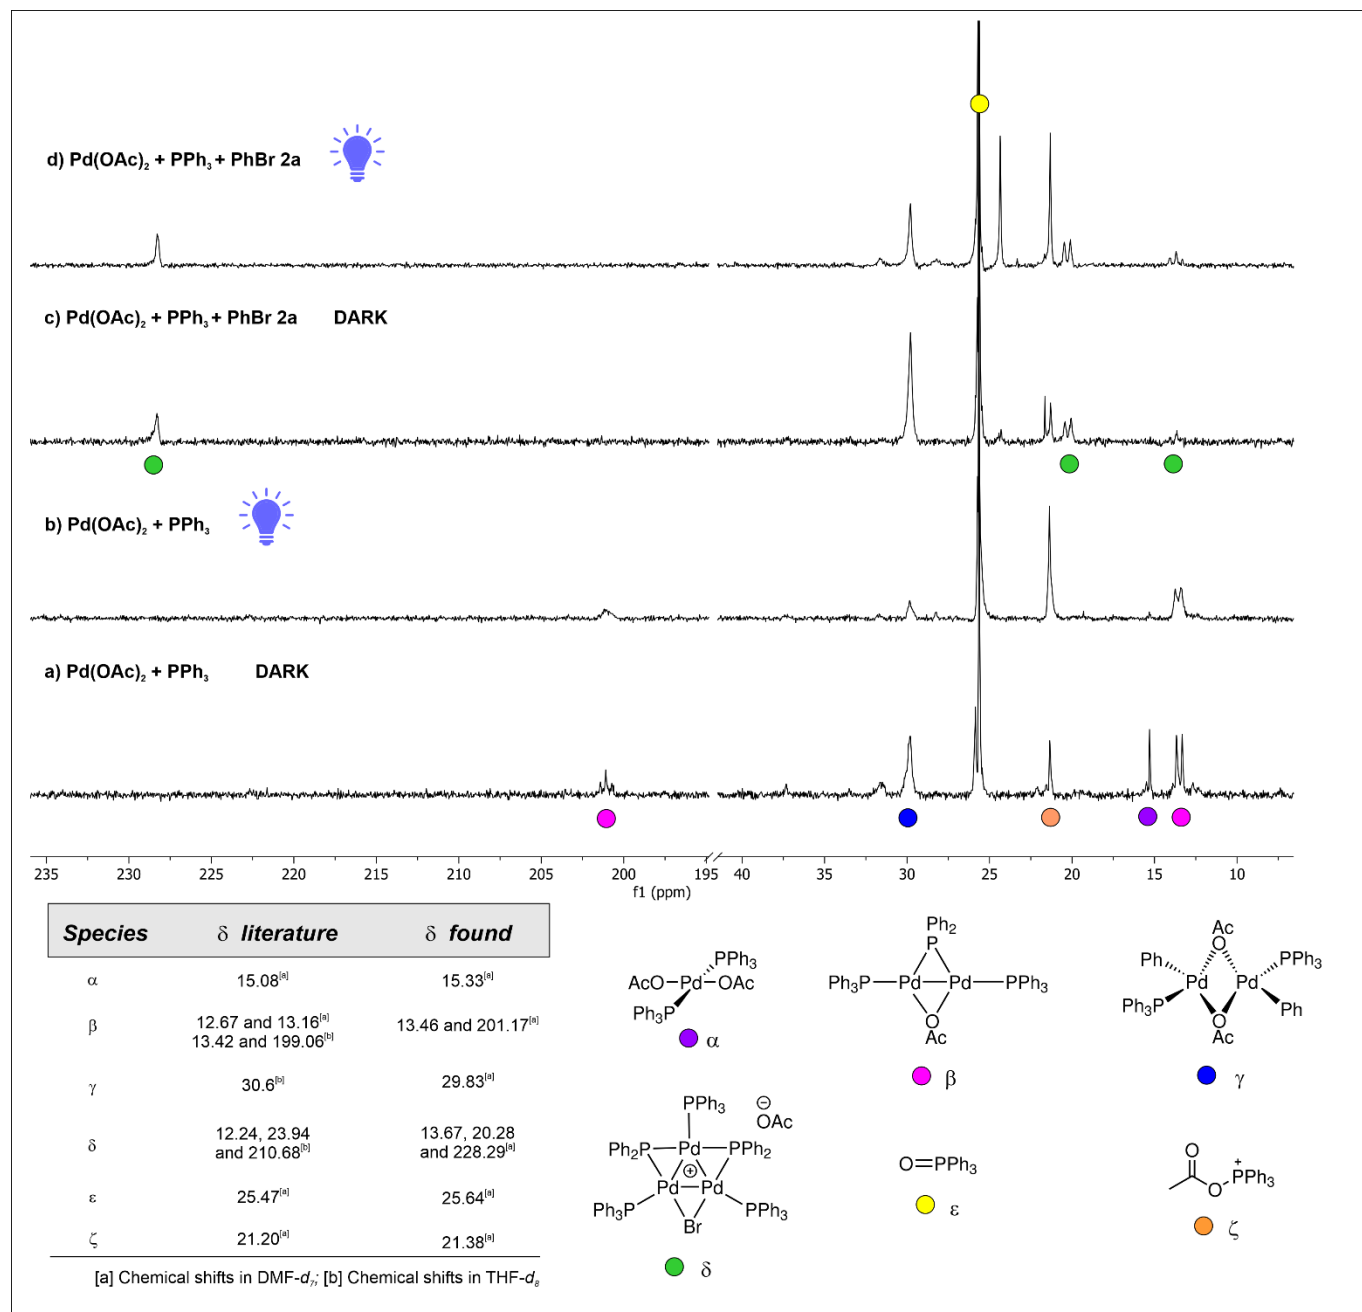 d) Pd(OAc)₂ + PPh₃ + PhBr 2a
c) Pd(OAc)₂ + PPh₃ + PhBr 2a DARK
b) Pd(OAc)₂ + PPh₃
a) Pd(OAc)₂ + PPh₃ DARK
235 230 225 220 215 210 205 200 195 40 35 30 25 20 15 10
f1 (ppm)
Species δ literature δ found
α 15.08[a] 15.33[a]
β 12.67 and 13.16[a] 13.46 and 201.17[a]
13.42 and 199.06[b]
γ 30.6[b] 29.83[a]
δ 12.24, 23.94 13.67, 20.28
and 210.68[b] and 228.29[a]
ε 25.47[a] 25.64[a]
ζ 21.20[a] 21.38[a]
[a] Chemical shifts in DMF-d₇; [b] Chemical shifts in THF-d₈
PPh₃
AcO Pd OAc
Ph₃P
α
Ph₂
P
Ph₃P Pd Pd PPh₃
O
Ac
β
Ac
O
Ph PPh₃
Pd Pd
Ph₃P Ph
O
Ac
γ
PPh₃ ⊖
OAc
Ph₂P Pd PPh₂
⊕
Pd Pd
Ph₃P PPh₃
Br
δ
O=PPh₃
ε
O
O PPh₃
+
ζ